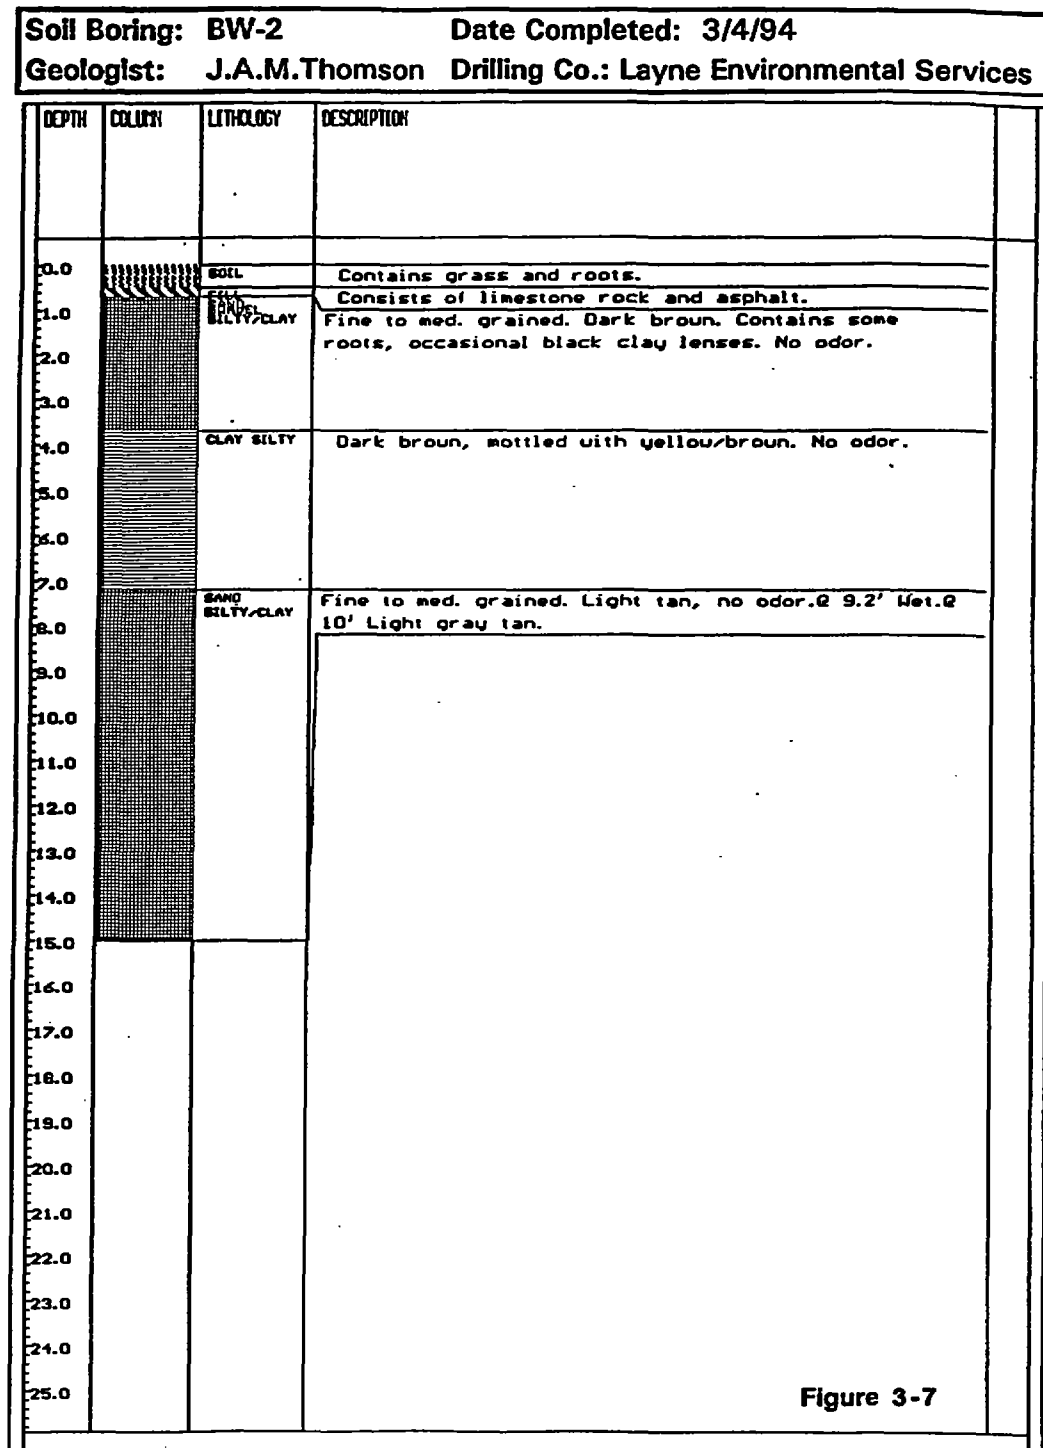 Soil Boring: BW-2 Date Completed: 3/4/94
Geologist: J.A.M.Thomson Drilling Co.: Layne Environmental Services
DEPTH COLUMN LITHOLOGY DESCRIPTION
0.0
SOIL Contains grass and roots.
FILL Consists of limestone rock and asphalt.
1.0
SAND
SILTY/CLAY Fine to med. grained. Dark broun. Contains some
roots, occasional black clay lenses. No odor.
2.0
3.0
CLAY SILTY Dark broun, mottled uith yellou/broun. No odor.
4.0
5.0
6.0
7.0
SAND
SILTY/CLAY Fine to med. grained. Light tan, no odor.@ 9.2' Wet.@
10' Light gray tan.
8.0
9.0
10.0
11.0
12.0
13.0
14.0
15.0
16.0
17.0
18.0
19.0
20.0
21.0
22.0
23.0
24.0
25.0
Figure 3-7